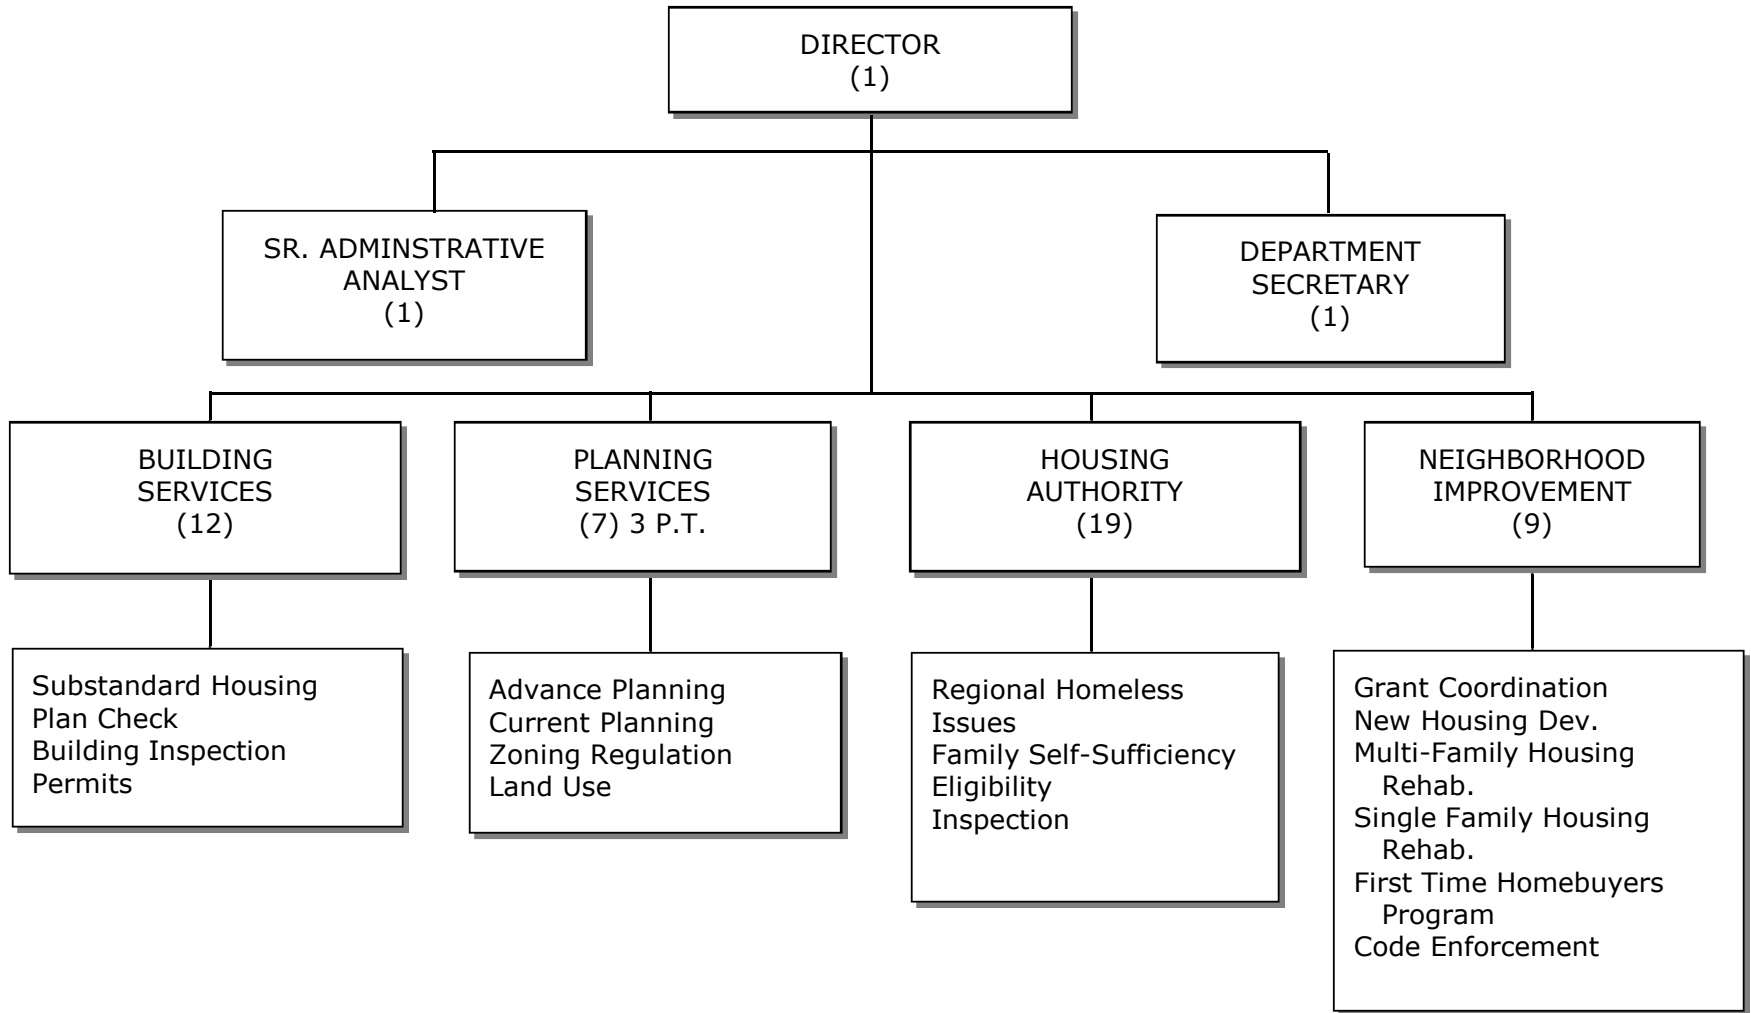 DIRECTOR
(1)
SR. ADMINSTRATIVE
ANALYST
(1)
DEPARTMENT
SECRETARY
(1)
BUILDING
SERVICES
(12)
PLANNING
SERVICES
(7) 3 P.T.
HOUSING
AUTHORITY
(19)
NEIGHBORHOOD
IMPROVEMENT
(9)
Substandard Housing
Plan Check
Building Inspection
Permits
Advance Planning
Current Planning
Zoning Regulation
Land Use
Regional Homeless
Issues
Family Self-Sufficiency
Eligibility
Inspection
Grant Coordination
New Housing Dev.
Multi-Family Housing
Rehab.
Single Family Housing
Rehab.
First Time Homebuyers
Program
Code Enforcement